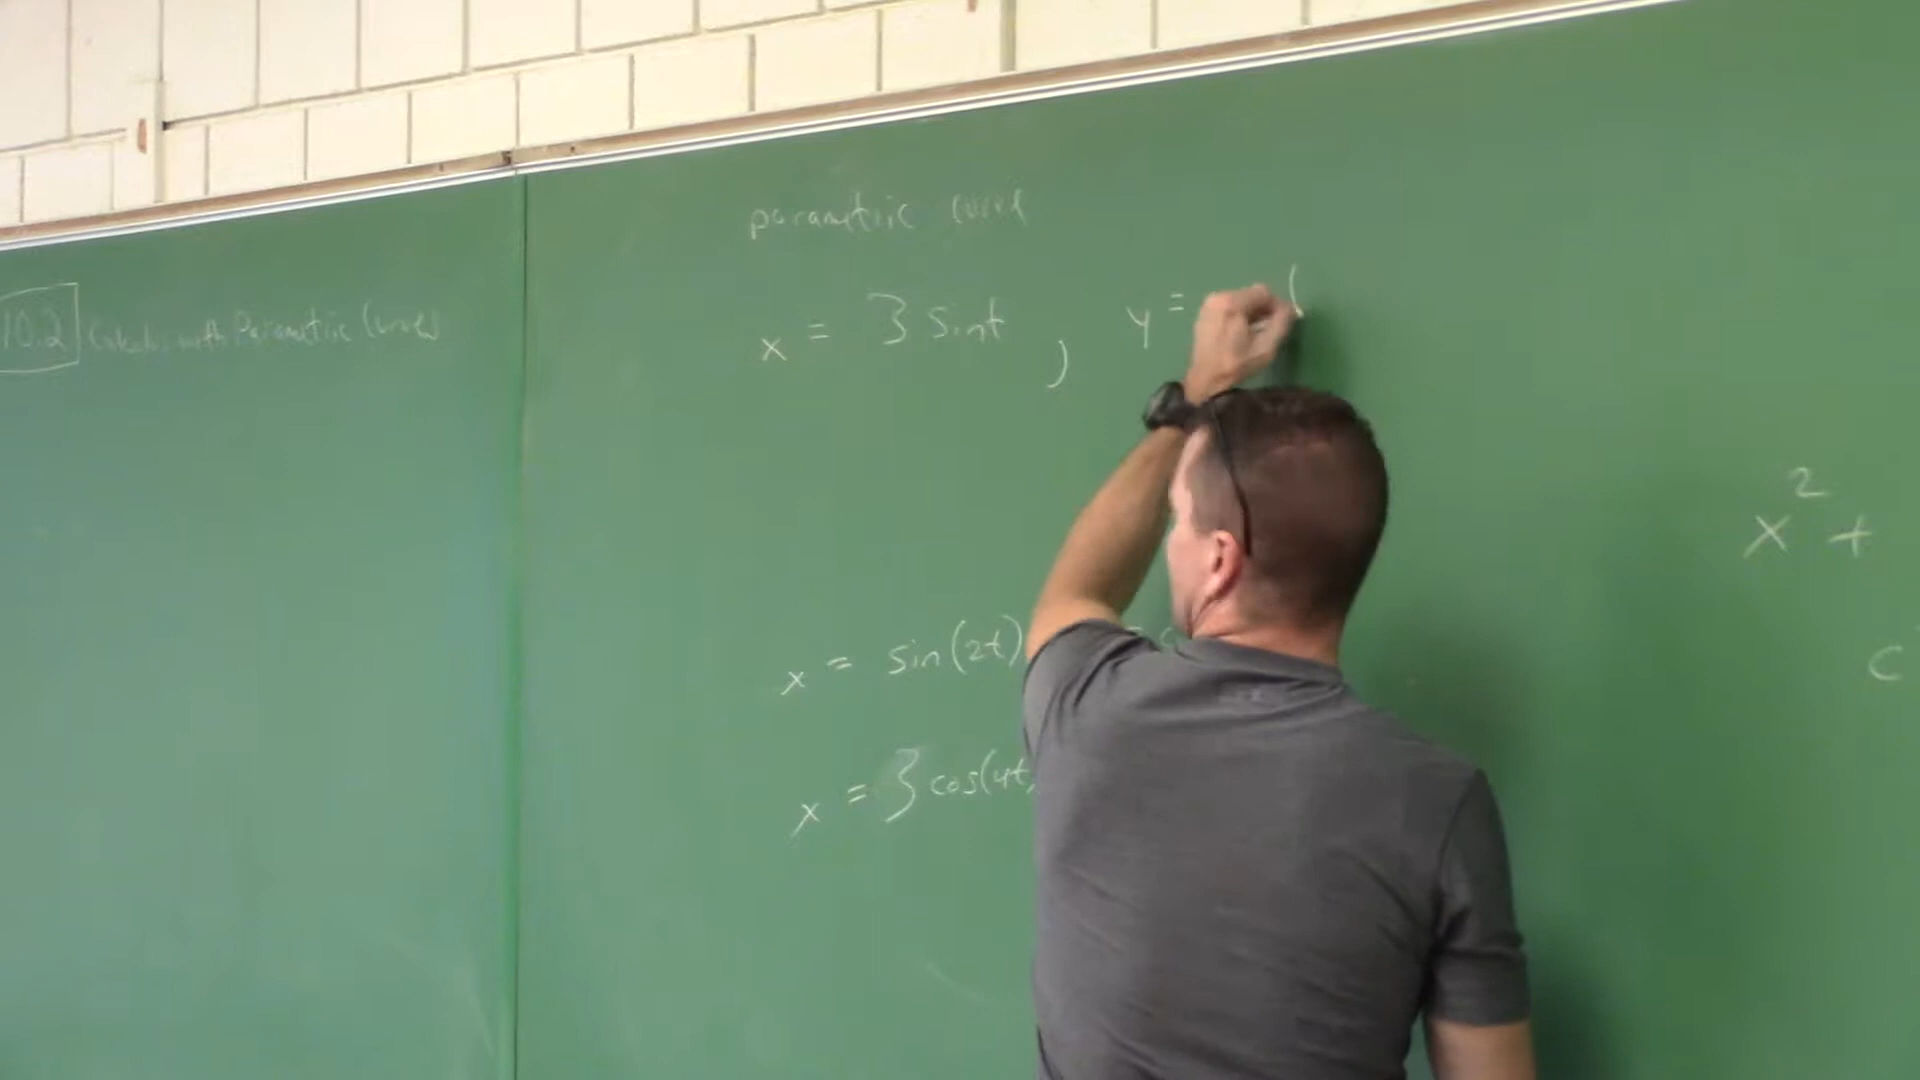 10.2 Calculus with Parametric Curves
parametric curve
x = 3 sin t , y = (
x = sin(2t)
x = 3 cos(4t
x² +
c